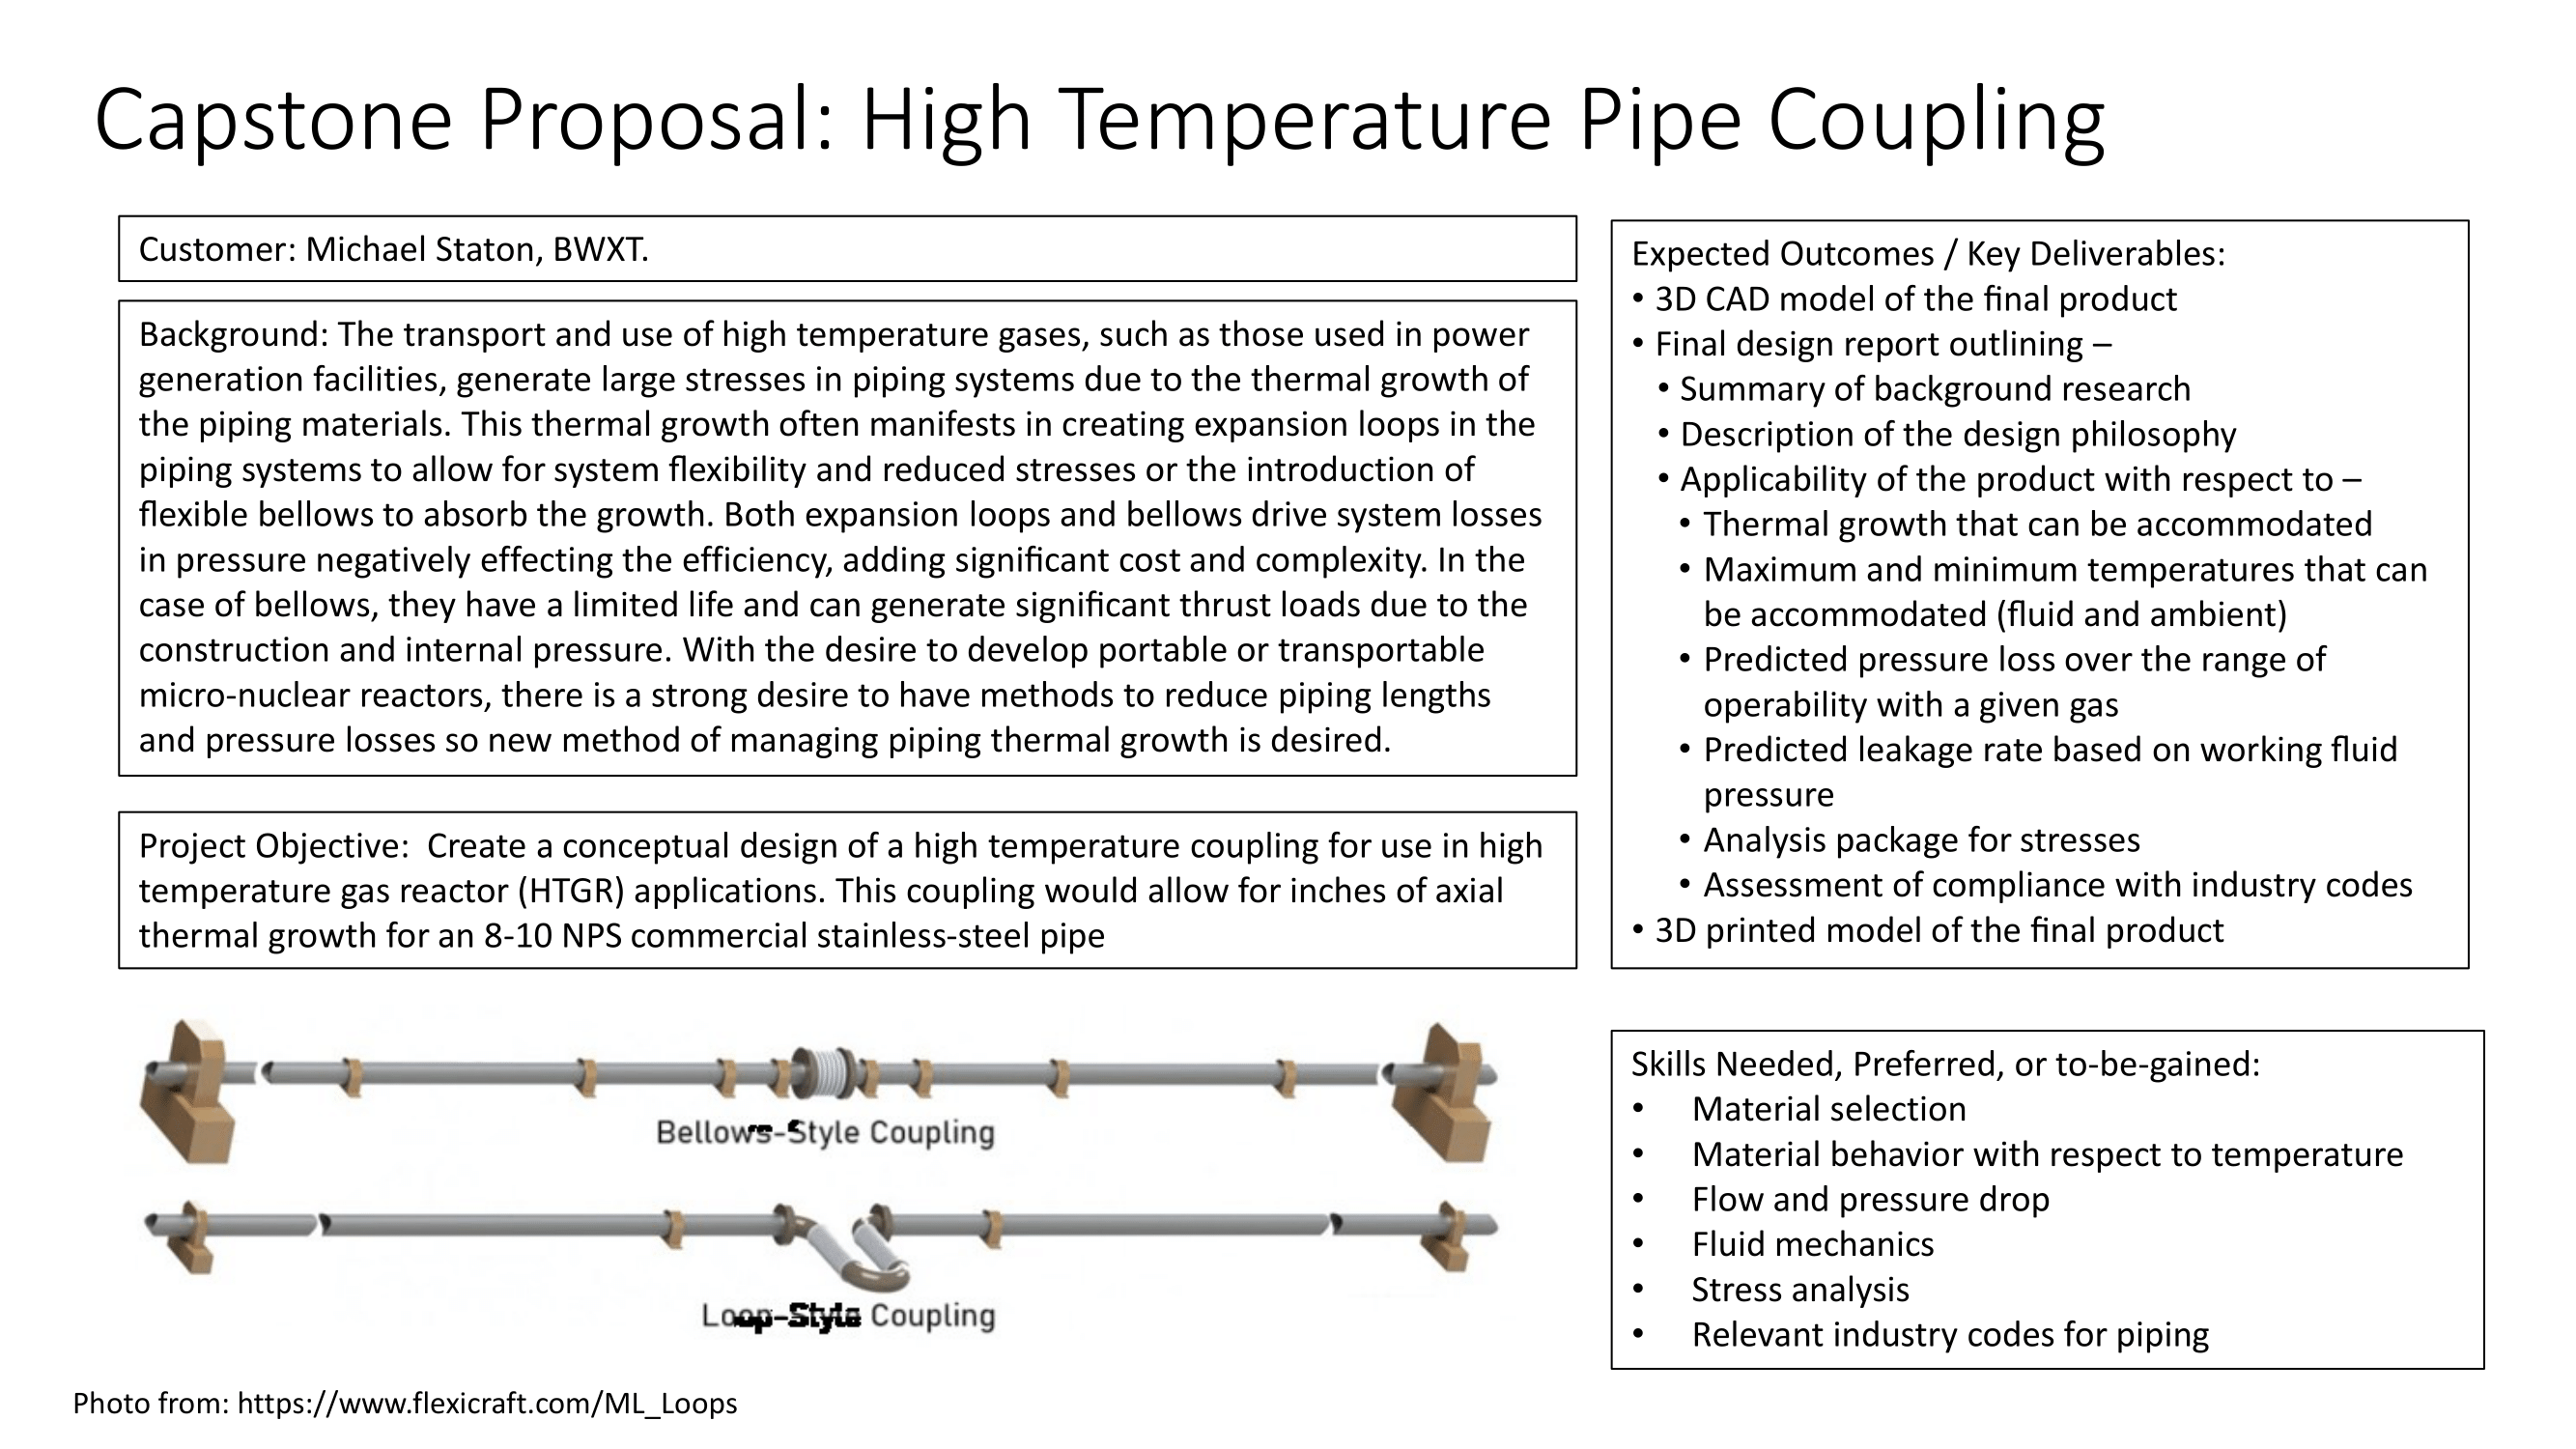 Capstone Proposal: High Temperature Pipe Coupling
Customer: Michael Staton, BWXT.
Background: The transport and use of high temperature gases, such as those used in power
generation facilities, generate large stresses in piping systems due to the thermal growth of
the piping materials. This thermal growth often manifests in creating expansion loops in the
piping systems to allow for system flexibility and reduced stresses or the introduction of
flexible bellows to absorb the growth. Both expansion loops and bellows drive system losses
in pressure negatively effecting the efficiency, adding significant cost and complexity. In the
case of bellows, they have a limited life and can generate significant thrust loads due to the
construction and internal pressure. With the desire to develop portable or transportable
micro-nuclear reactors, there is a strong desire to have methods to reduce piping lengths
and pressure losses so new method of managing piping thermal growth is desired.
Project Objective:  Create a conceptual design of a high temperature coupling for use in high
temperature gas reactor (HTGR) applications. This coupling would allow for inches of axial
thermal growth for an 8-10 NPS commercial stainless-steel pipe
Bellows-Style Coupling
Loop-Style Coupling
Photo from: https://www.flexicraft.com/ML_Loops
Expected Outcomes / Key Deliverables:
• 3D CAD model of the final product
• Final design report outlining –
• Summary of background research
• Description of the design philosophy
• Applicability of the product with respect to –
• Thermal growth that can be accommodated
• Maximum and minimum temperatures that can
be accommodated (fluid and ambient)
• Predicted pressure loss over the range of
operability with a given gas
• Predicted leakage rate based on working fluid
pressure
• Analysis package for stresses
• Assessment of compliance with industry codes
• 3D printed model of the final product
Skills Needed, Preferred, or to-be-gained:
• Material selection
• Material behavior with respect to temperature
• Flow and pressure drop
• Fluid mechanics
• Stress analysis
• Relevant industry codes for piping